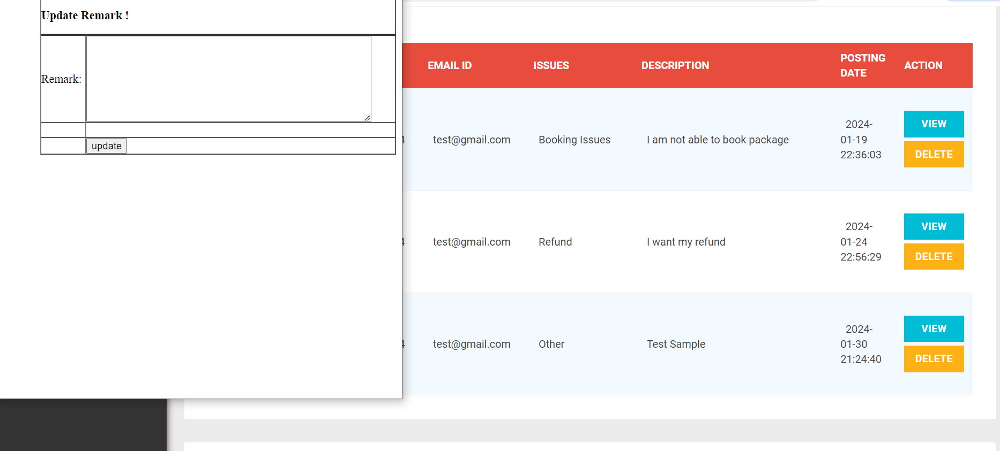 Update Remark !
Remark:
update
EMAIL ID
ISSUES
DESCRIPTION
POSTING
DATE
ACTION
test@gmail.com
Booking Issues
I am not able to book package
2024-
01-19
22:36:03
VIEW
DELETE
test@gmail.com
Refund
I want my refund
2024-
01-24
22:56:29
VIEW
DELETE
test@gmail.com
Other
Test Sample
2024-
01-30
21:24:40
VIEW
DELETE